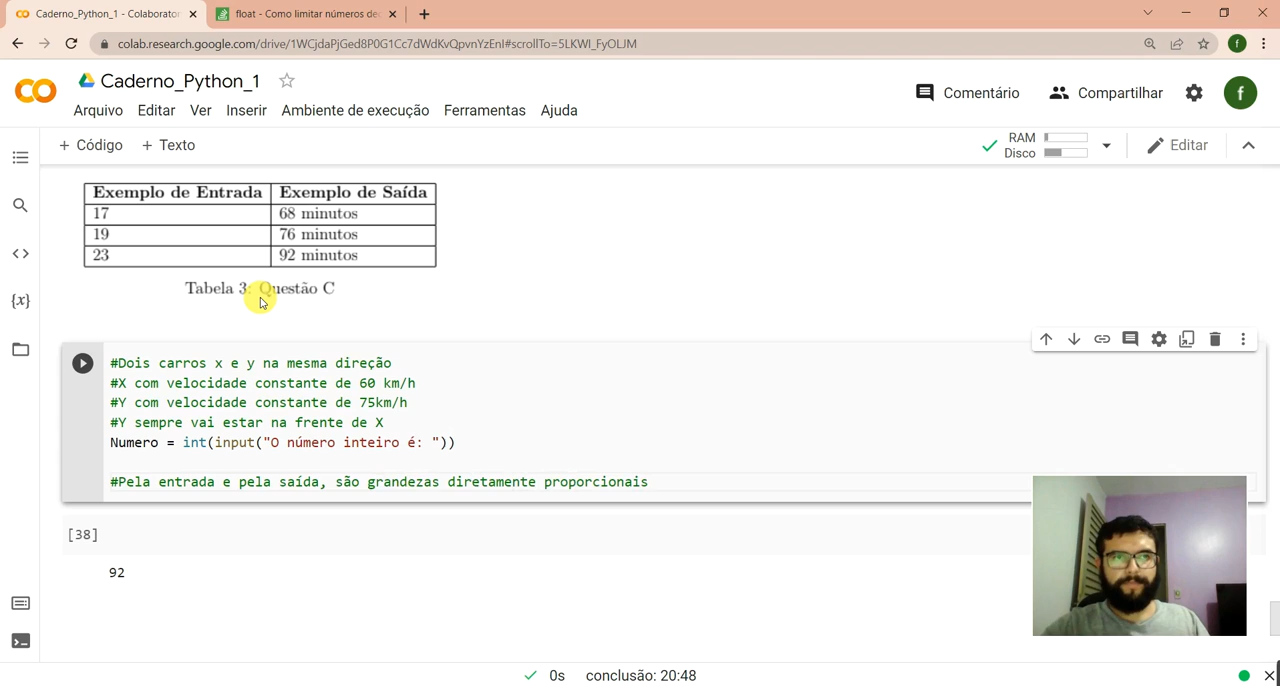 Caderno_Python_1 - Colaborator
float - Como limitar números de
colab.research.google.com/drive/1WCjdaPjGed8P0G1Cc7dWdKvQpvnYzEnI#scrollTo=5LKWI_FyOLJM
f
Caderno_Python_1
Arquivo Editar Ver Inserir Ambiente de execução Ferramentas Ajuda
Comentário
Compartilhar
f
+ Código + Texto
RAM
Disco
Editar
Exemplo de Entrada Exemplo de Saída
17 68 minutos
19 76 minutos
23 92 minutos
Tabela 3: Questão C
{x}
#Dois carros x e y na mesma direção
#X com velocidade constante de 60 km/h
#Y com velocidade constante de 75km/h
#Y sempre vai estar na frente de X
Numero = int(input("O número inteiro é: "))
#Pela entrada e pela saída, são grandezas diretamente proporcionais
[38]
92
0s conclusão: 20:48